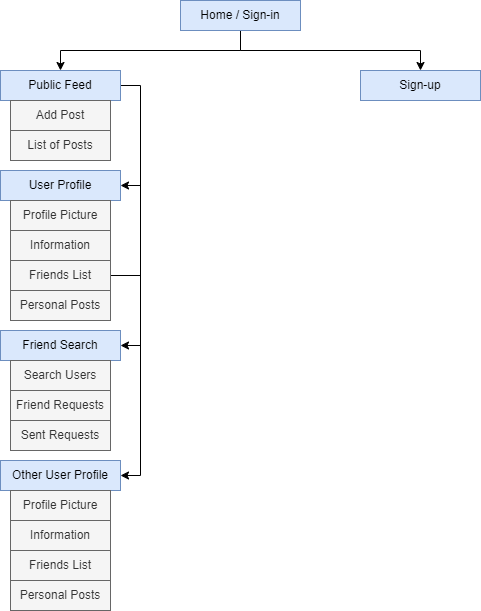 Home / Sign-in
Public Feed
Sign-up
Add Post
List of Posts
User Profile
Profile Picture
Information
Friends List
Personal Posts
Friend Search
Search Users
Friend Requests
Sent Requests
Other User Profile
Profile Picture
Information
Friends List
Personal Posts